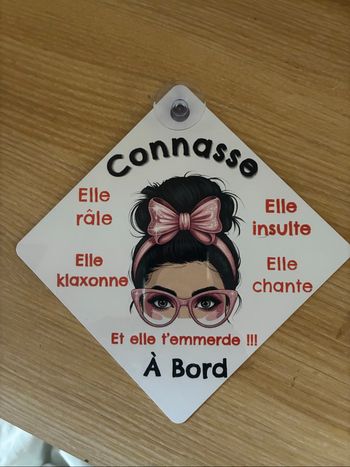 Connasse
Elle
râle
Elle
insulte
Elle
klaxonne
Elle
chante
Et elle t'emmerde !!!
À Bord